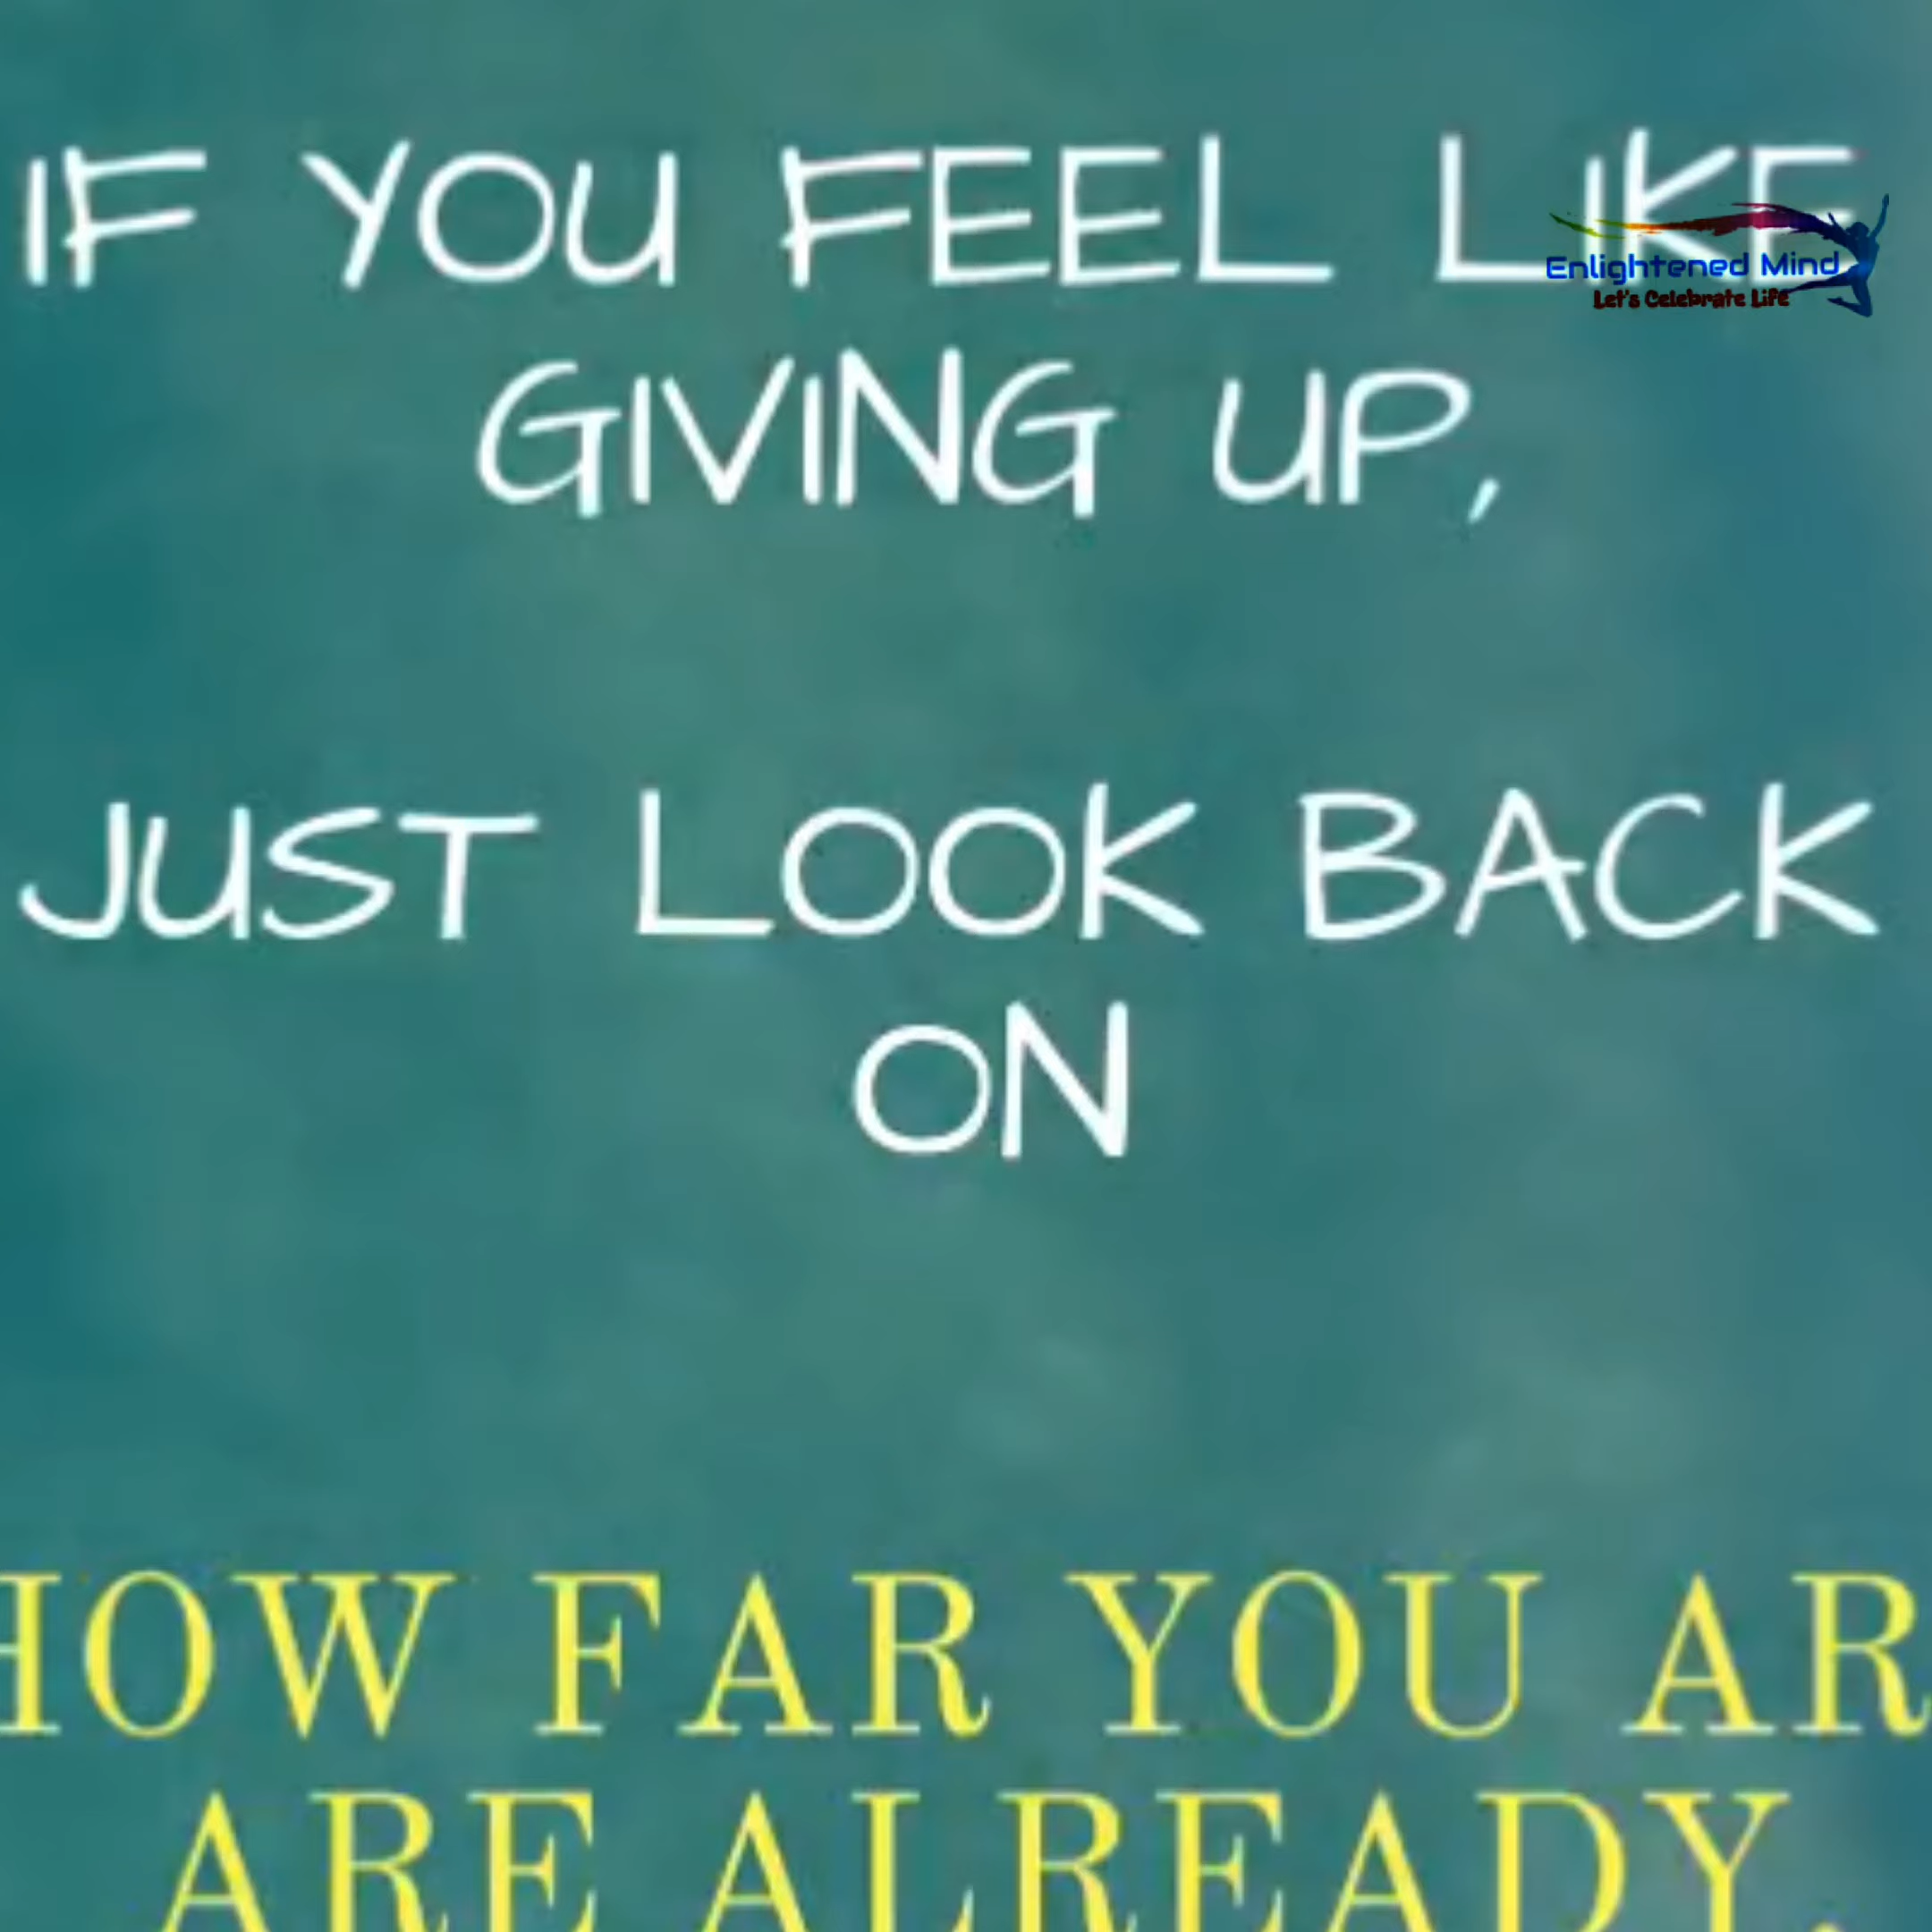 IF YOU FEEL LIKE
Enlightened Mind
Let's Celebrate Life
GIVING UP,
JUST LOOK BACK
ON
HOW FAR YOU AR
ARE ALREADY.